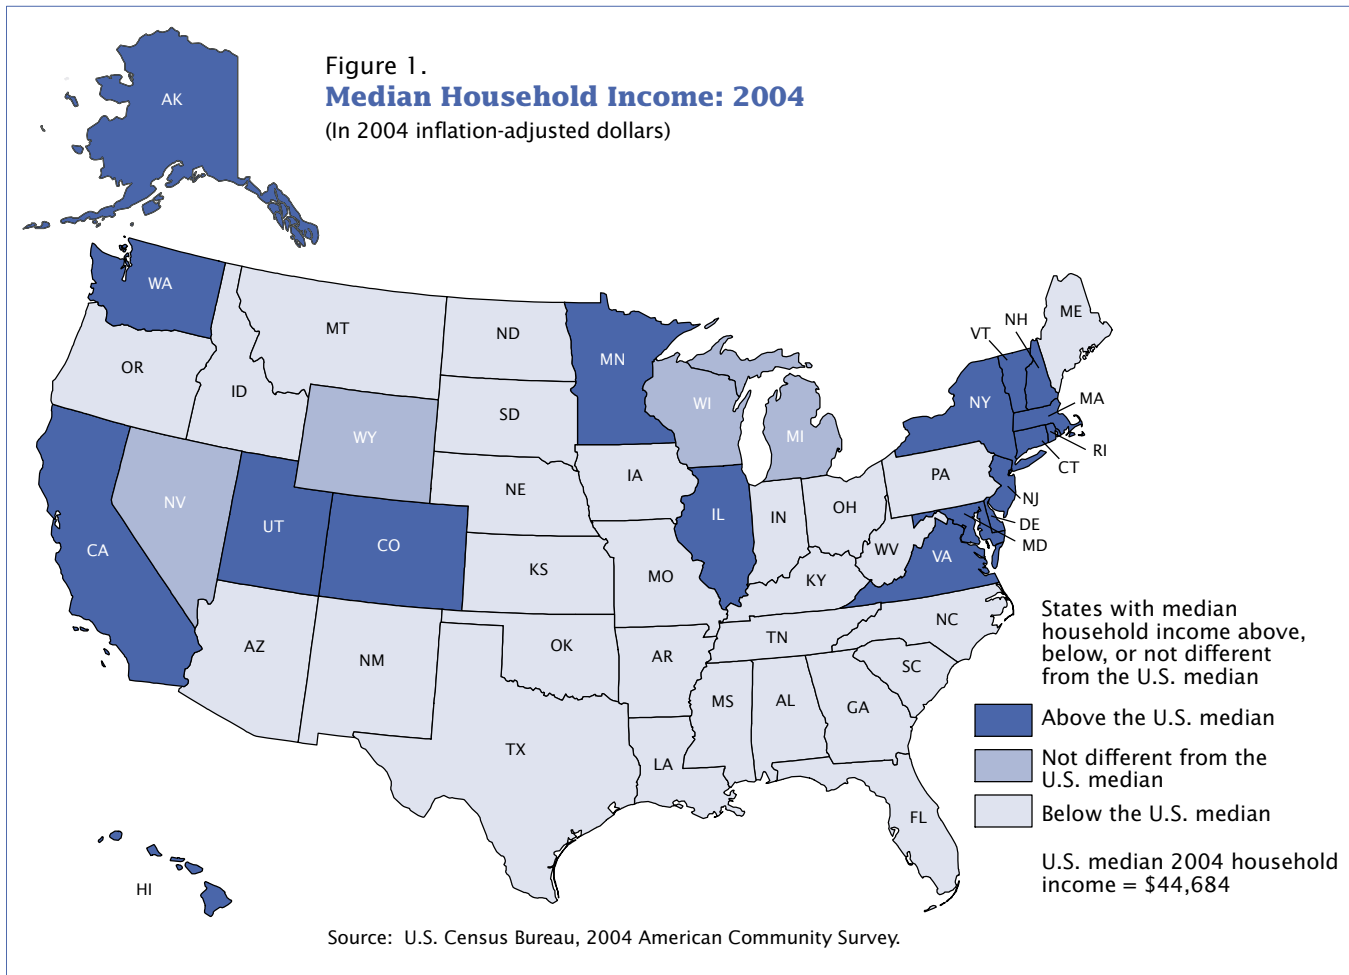 Figure 1.
Median Household Income: 2004
(In 2004 inflation-adjusted dollars)
AK
WA
MT
ND
MN
ME
NH
VT
OR
ID
SD
WI
NY
MA
WY
MI
RI
CT
IA
PA
NE
NJ
NV
UT
IL
IN
OH
DE
MD
CA
CO
WV
VA
KS
MO
KY
NC
TN
AZ
NM
OK
AR
SC
MS
AL
GA
TX
LA
FL
HI
States with median
household income above,
below, or not different
from the U.S. median
Above the U.S. median
Not different from the
U.S. median
Below the U.S. median
U.S. median 2004 household
income = $44,684
Source: U.S. Census Bureau, 2004 American Community Survey.